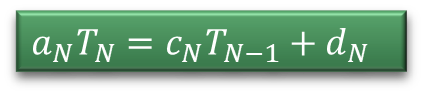 a_N T_N = c_N T_{N−1} + d_N